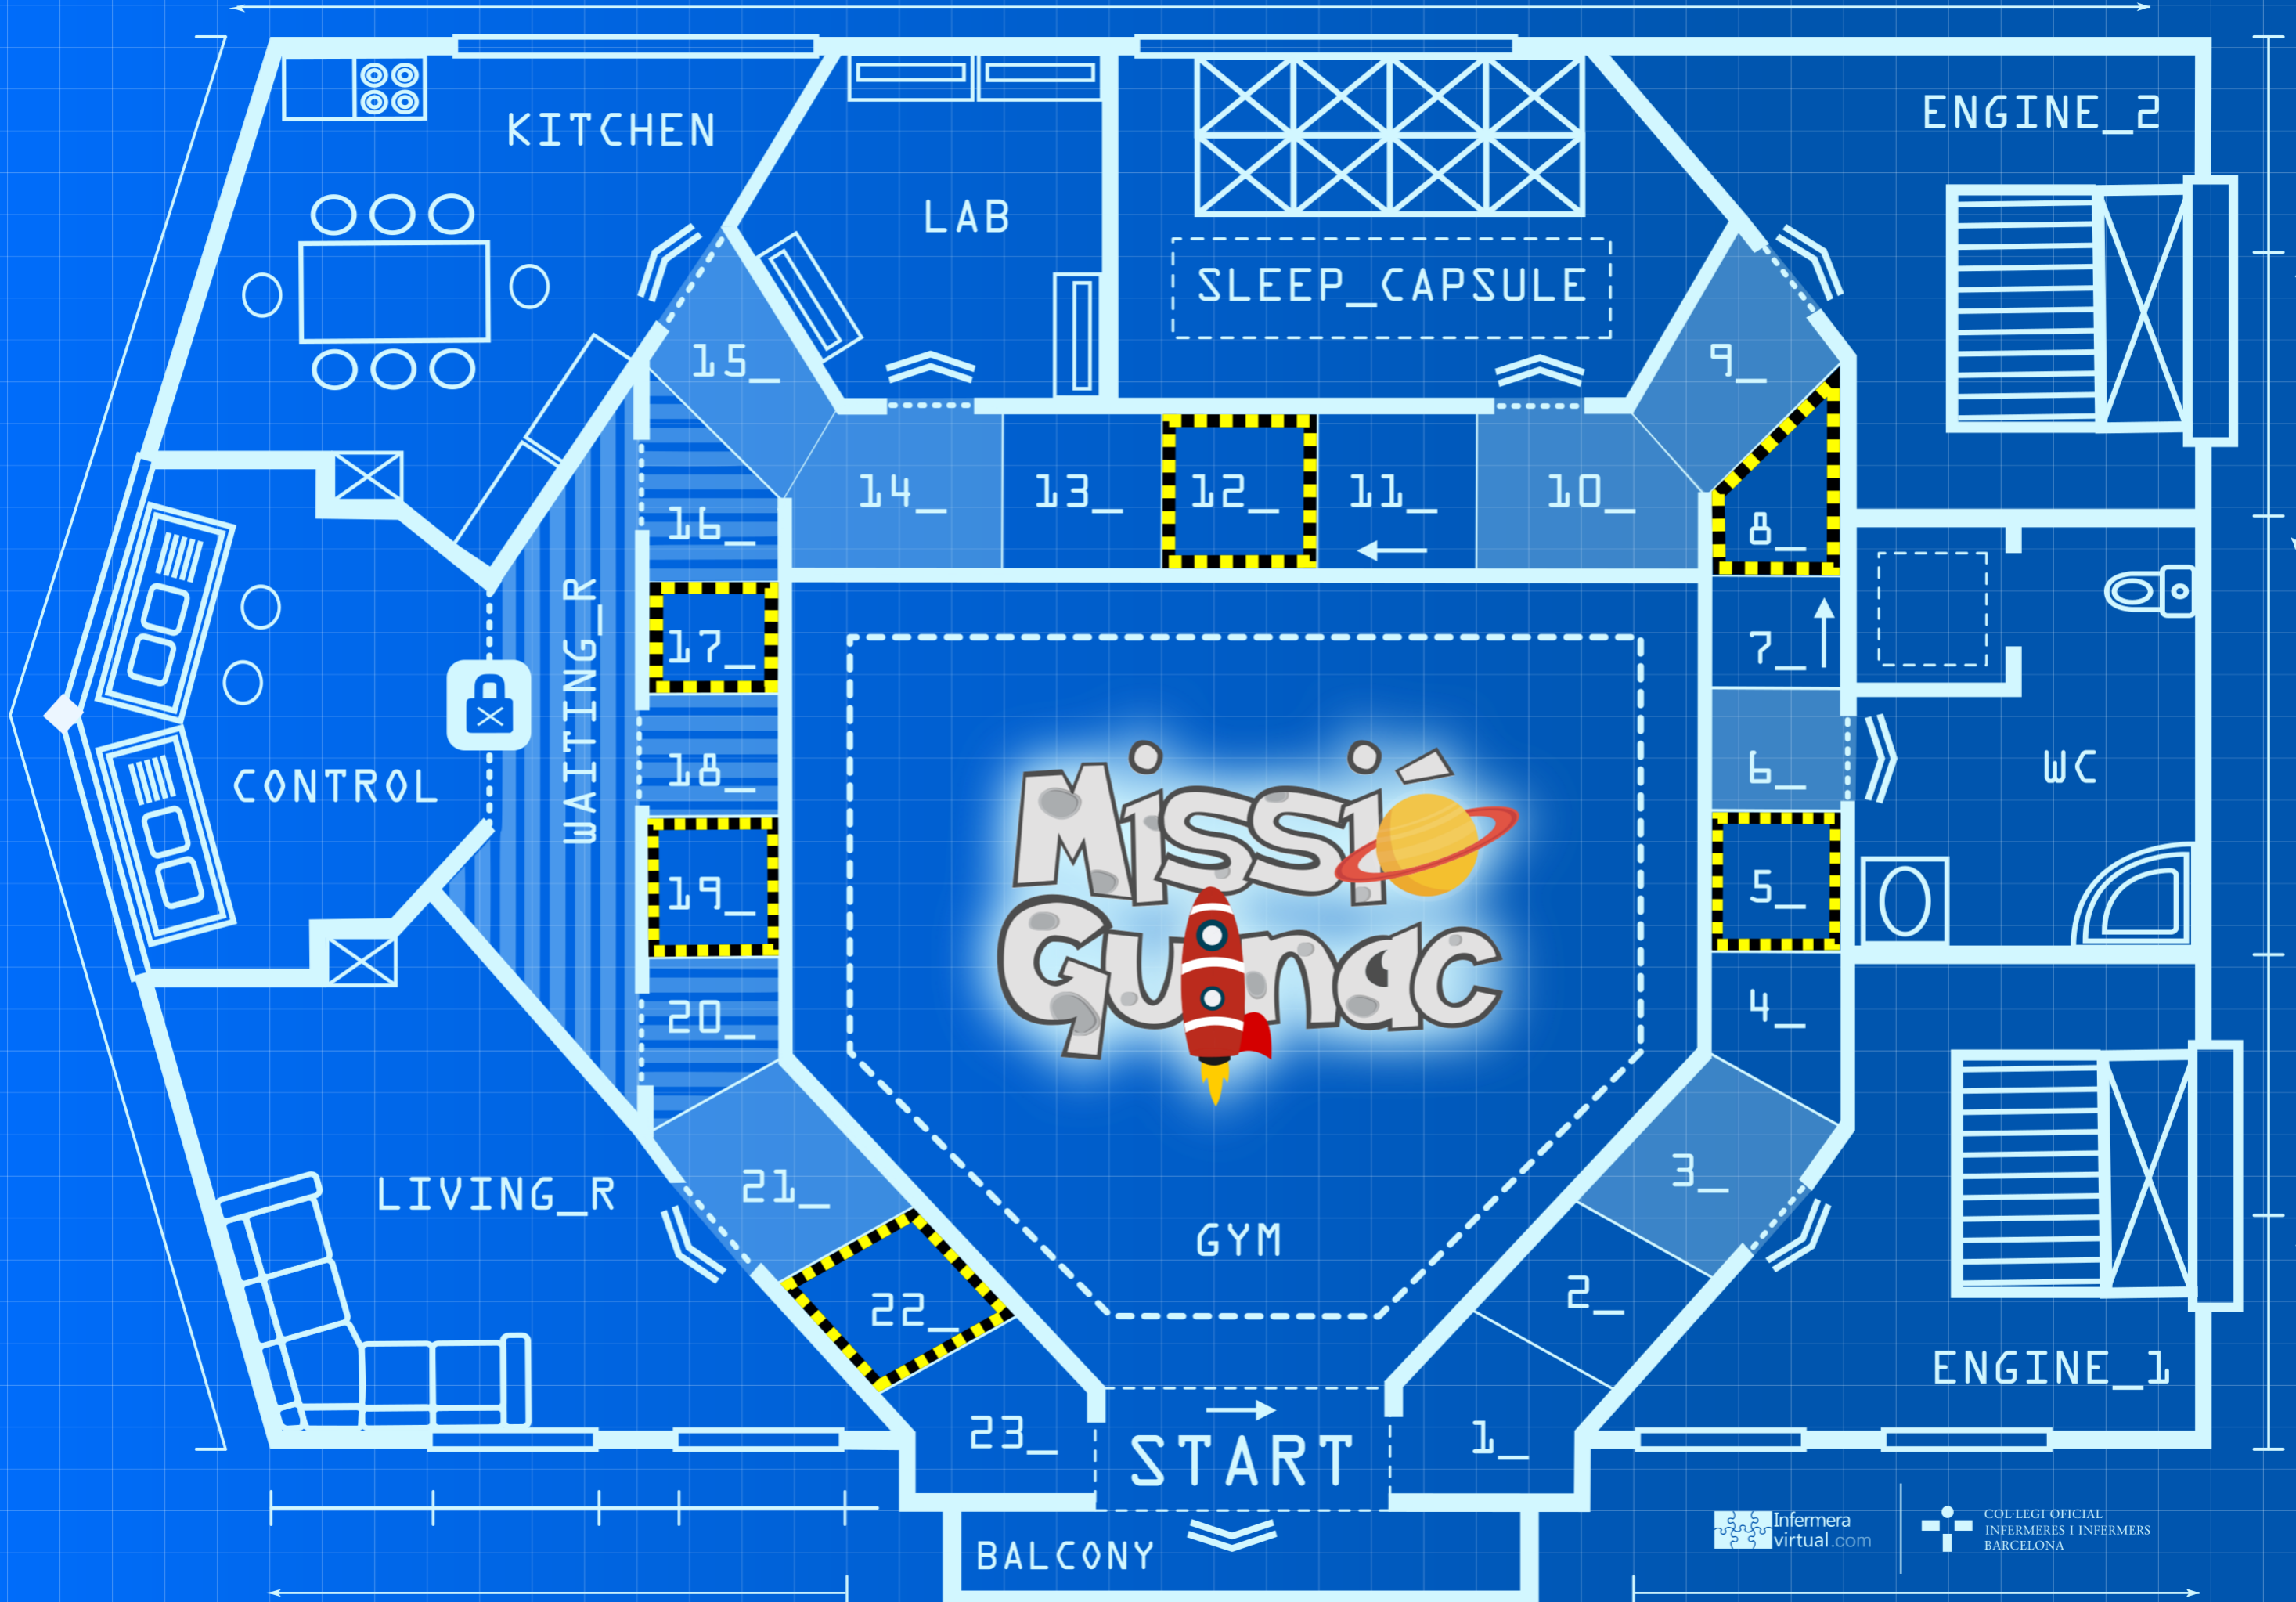 KITCHEN
LAB
SLEEP_CAPSULE
ENGINE_2
15_
14_
13_
12_
11_
10_
9_
8_
16_
17_
18_
19_
20_
WAITING_R
CONTROL
7_
6_
5_
4_
WC
Missió
Gunac
LIVING_R
21_
22_
23_
GYM
3_
2_
1_
START
ENGINE_1
BALCONY
Infermera
virtual.com
COL·LEGI OFICIAL
INFERMERES I INFERMERS
BARCELONA